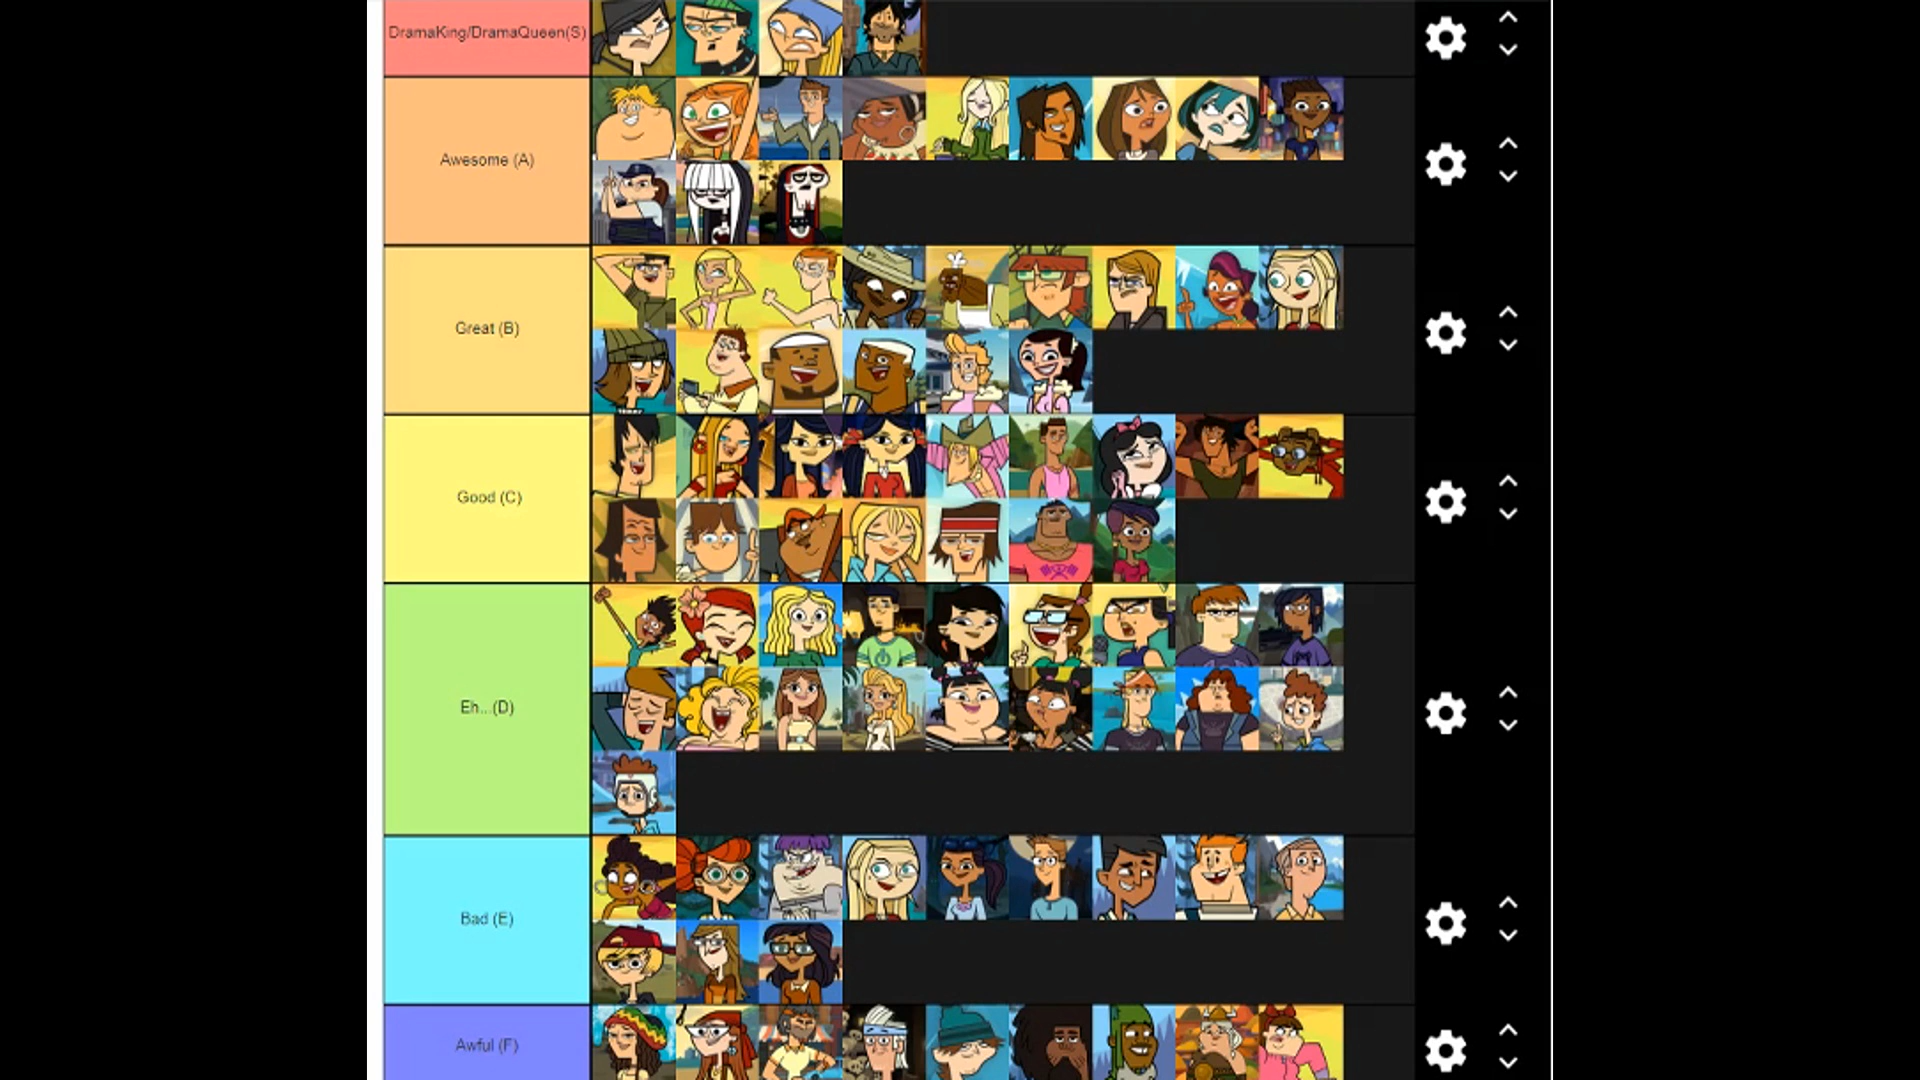 DramaKing/DramaQueen(S)
Awesome (A)
Great (B)
Good (C)
Eh...(D)
Bad (E)
Awful (F)